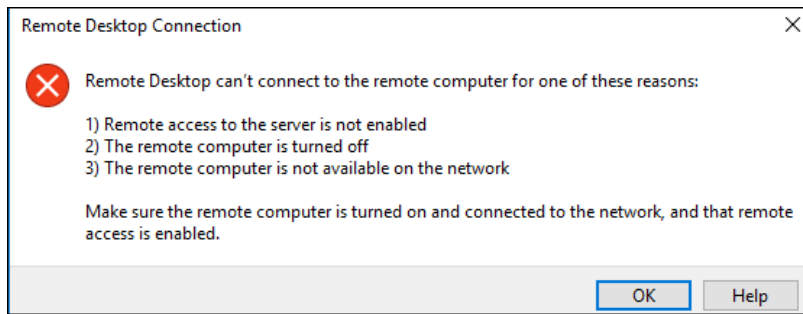 Remote Desktop Connection
Remote Desktop can't connect to the remote computer for one of these reasons:
1) Remote access to the server is not enabled
2) The remote computer is turned off
3) The remote computer is not available on the network
Make sure the remote computer is turned on and connected to the network, and that remote
access is enabled.
OK
Help